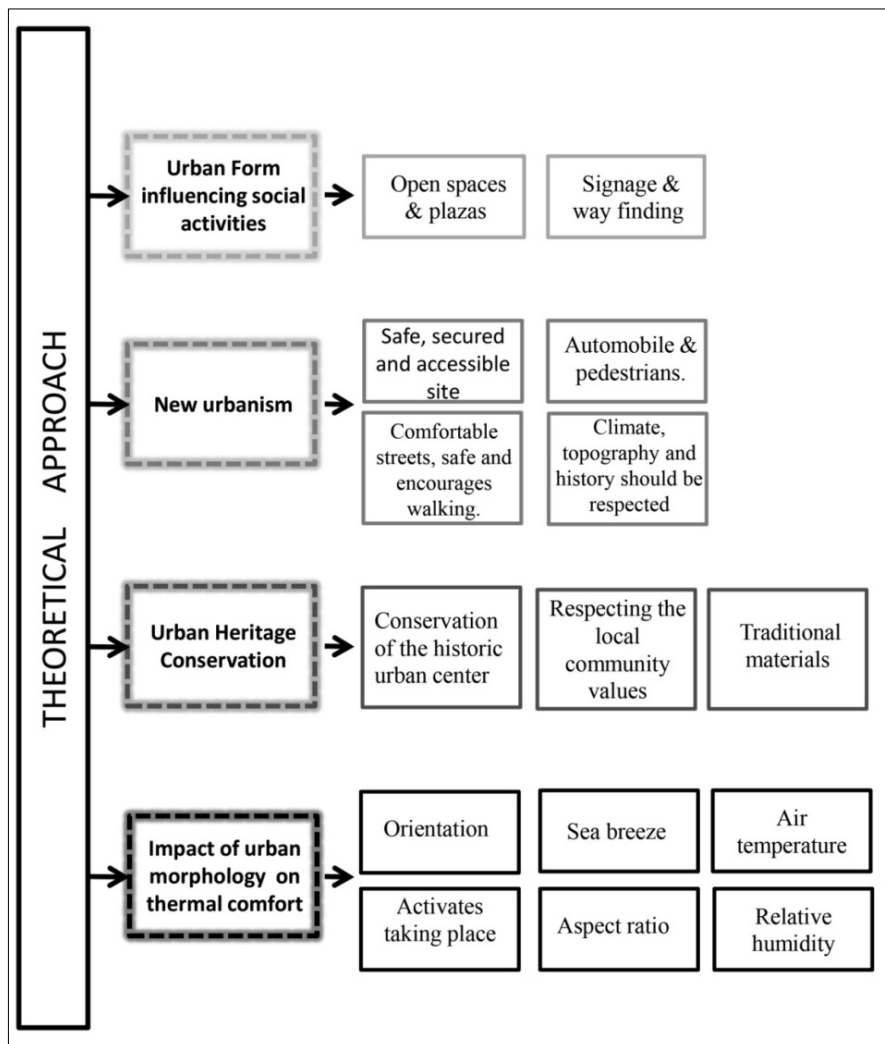 THEORETICAL APPROACH
Urban Form
influencing social
activities
Open spaces
& plazas
Signage &
way finding
New urbanism
Safe, secured
and accessible
site
Automobile &
pedestrians.
Comfortable
streets, safe and
encourages
walking.
Climate,
topography and
history should be
respected
Urban Heritage
Conservation
Conservation
of the historic
urban center
Respecting the
local
community
values
Traditional
materials
Impact of urban
morphology on
thermal comfort
Orientation
Sea breeze
Air
temperature
Activates
taking place
Aspect ratio
Relative
humidity